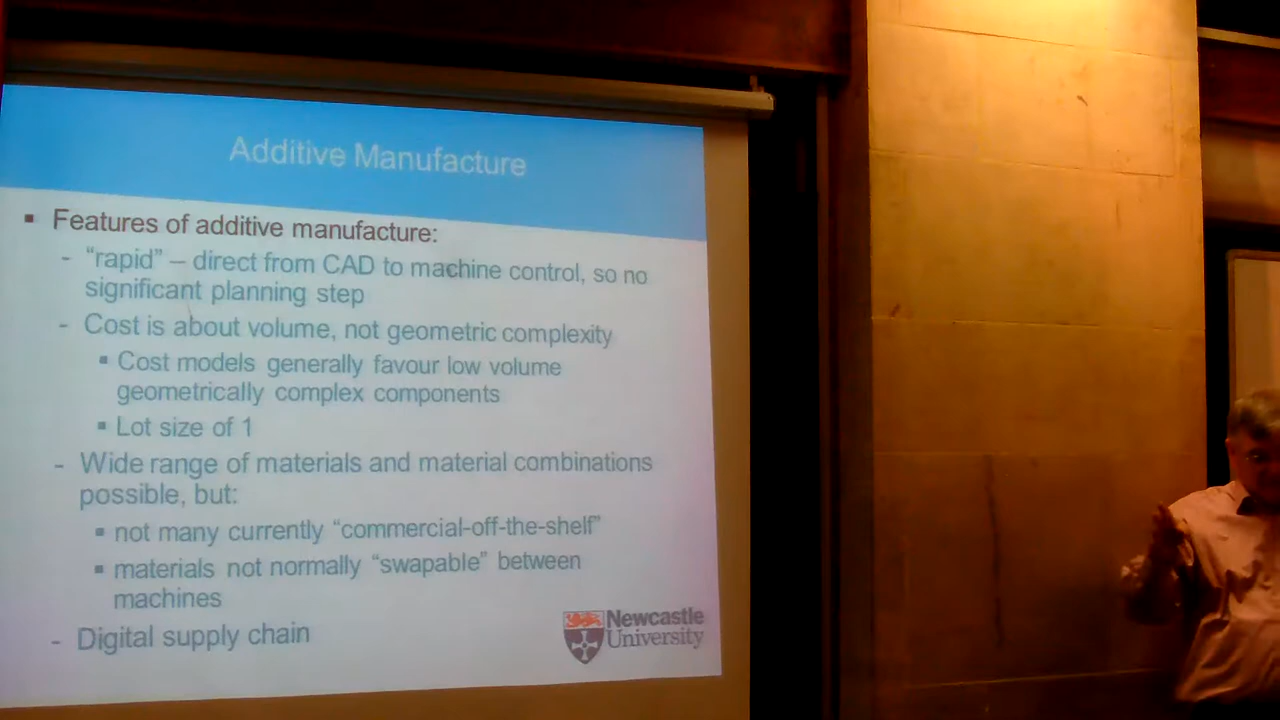 Additive Manufacture
▪ Features of additive manufacture:
- “rapid” – direct from CAD to machine control, so no
significant planning step
- Cost is about volume, not geometric complexity
▪ Cost models generally favour low volume
geometrically complex components
▪ Lot size of 1
- Wide range of materials and material combinations
possible, but:
▪ not many currently “commercial-off-the-shelf”
▪ materials not normally “swapable” between
machines
- Digital supply chain
Newcastle
University